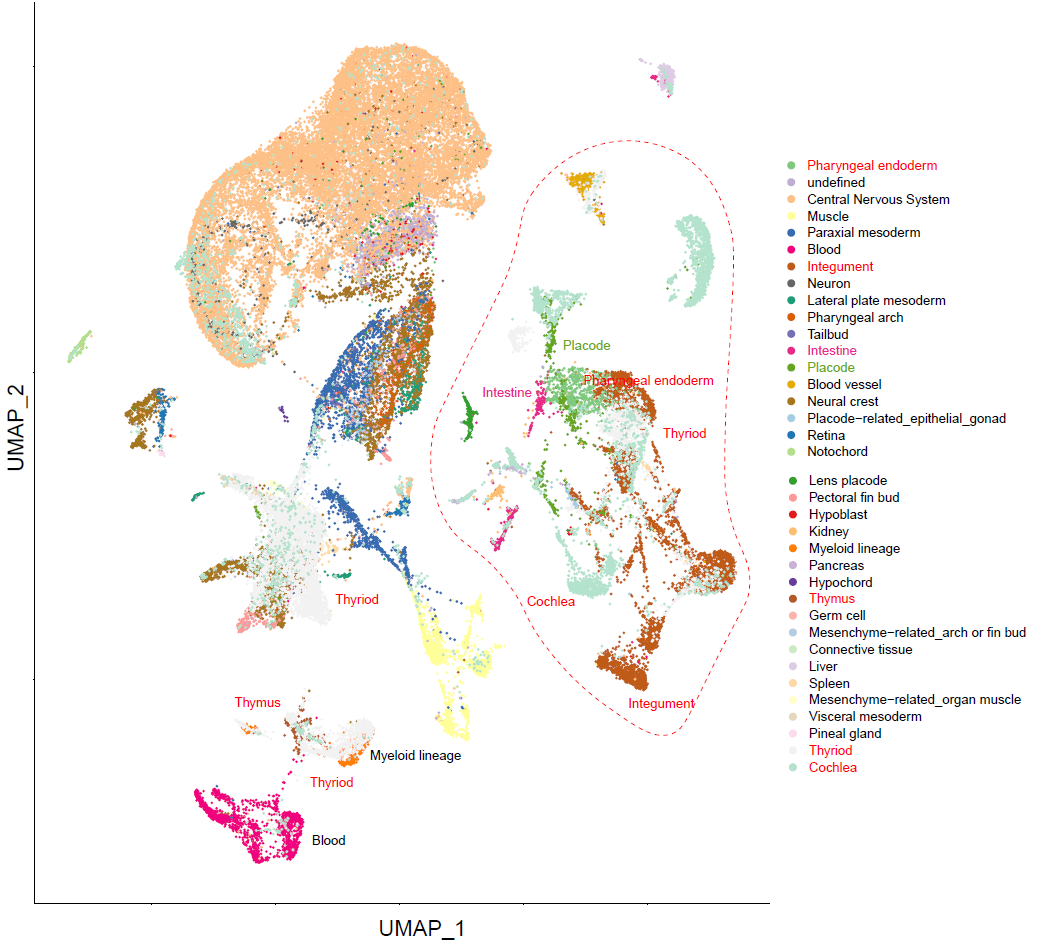 Placode
Pharyngeal endoderm
Intestine
Thyriod
Thyriod
Cochlea
Integument
Thymus
Myeloid lineage
Thyriod
Blood
UMAP_1
UMAP_2
Pharyngeal endoderm
undefined
Central Nervous System
Muscle
Paraxial mesoderm
Blood
Integument
Neuron
Lateral plate mesoderm
Pharyngeal arch
Tailbud
Intestine
Placode
Blood vessel
Neural crest
Placode−related_epithelial_gonad
Retina
Notochord
Lens placode
Pectoral fin bud
Hypoblast
Kidney
Myeloid lineage
Pancreas
Hypochord
Thymus
Germ cell
Mesenchyme−related_arch or fin bud
Connective tissue
Liver
Spleen
Mesenchyme−related_organ muscle
Visceral mesoderm
Pineal gland
Thyriod
Cochlea